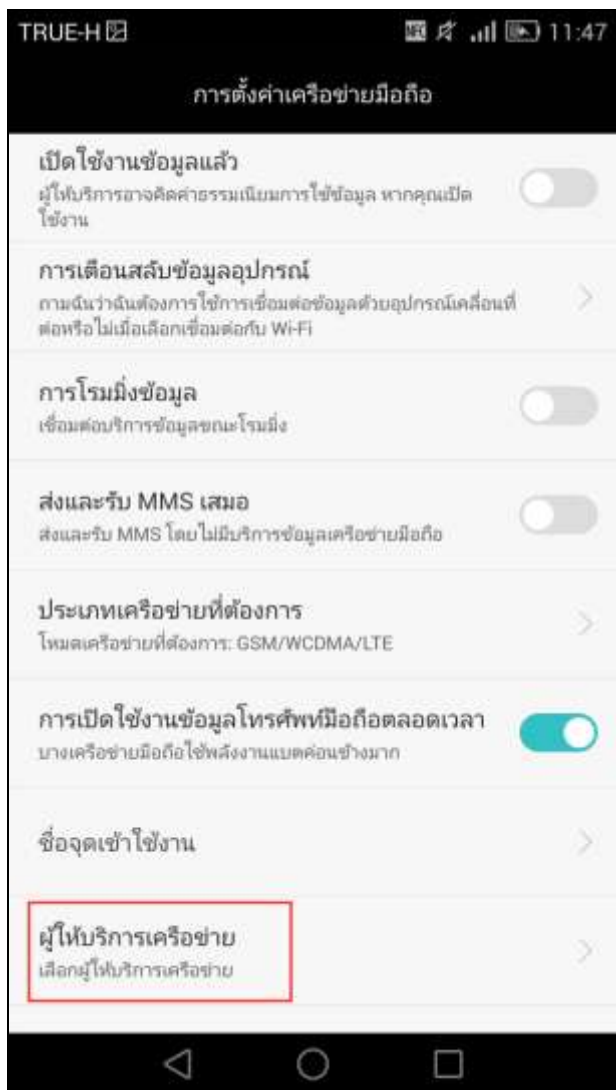 TRUE-H 11:47
การตั้งค่าเครือข่ายมือถือ
เปิดใช้งานข้อมูลแล้ว
ผู้ให้บริการอาจคิดค่าธรรมเนียมการใช้ข้อมูล หากคุณเปิด
ใช้งาน
การเตือนสลับข้อมูลอุปกรณ์
ถามฉันว่าฉันต้องการใช้การเชื่อมต่อข้อมูลด้วยอุปกรณ์เคลื่อนที่
ต่อหรือไม่เมื่อเลือกเชื่อมต่อกับ Wi-Fi
การโรมมิ่งข้อมูล
เชื่อมต่อบริการข้อมูลขณะโรมมิ่ง
ส่งและรับ MMS เสมอ
ส่งและรับ MMS โดยไม่มีบริการข้อมูลเครือข่ายมือถือ
ประเภทเครือข่ายที่ต้องการ
โหมดเครือข่ายที่ต้องการ: GSM/WCDMA/LTE
การเปิดใช้งานข้อมูลโทรศัพท์มือถือตลอดเวลา
บางเครือข่ายมือถือใช้พลังงานแบตค่อนข้างมาก
ชื่อจุดเข้าใช้งาน
ผู้ให้บริการเครือข่าย
เลือกผู้ให้บริการเครือข่าย